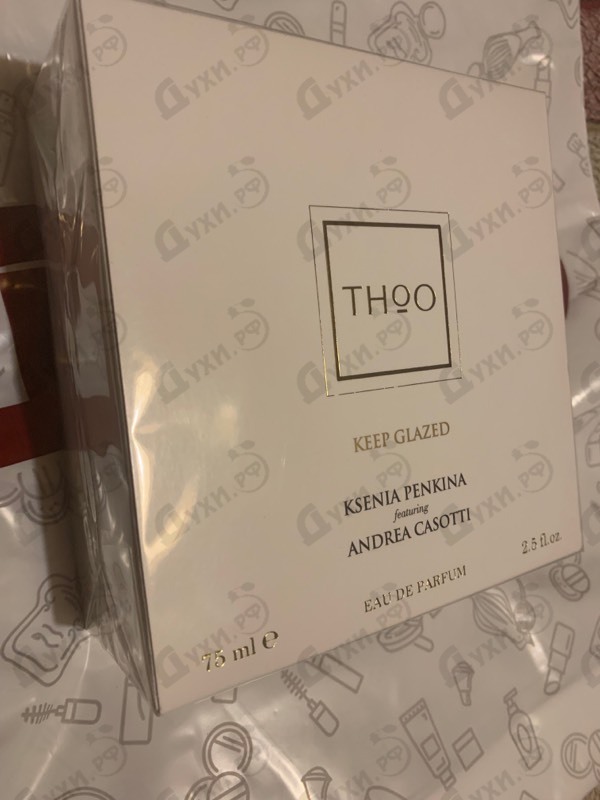 THOO
KEEP GLAZED
KSENIA PENKINA
featuring
ANDREA CASOTTI
EAU DE PARFUM
75 ml ℮
2.5 fl.oz
Духи.рф